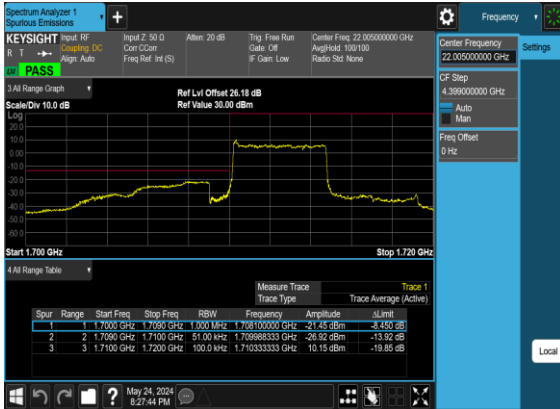 Spectrum Analyzer 1
Spurious Emissions
+
Frequency
KEYSIGHT
Input: RF
Coupling: DC
Align: Auto
Input Z: 50 Ω
Corr CCorr
Freq Ref: Int (S)
Atten: 20 dB
Trig: Free Run
Gate: Off
IF Gain: Low
Center Freq: 22.005000000 GHz
Avg|Hold: 100/100
Radio Std: None
R T
PASS
Center Frequency
22.005000000 GHz
Settings
CF Step
4.399000000 GHz
Auto
Man
Freq Offset
0 Hz
3 All Range Graph
Scale/Div 10.0 dB
Ref Lvl Offset 26.18 dB
Ref Value 30.00 dBm
Log
20.0
10.0
0.00
-10.0
-20.0
-30.0
-40.0
-50.0
-60.0
Start 1.700 GHz
Stop 1.720 GHz
4 All Range Table
Measure Trace Trace 1
Trace Type Trace Average (Active)
Spur Range Start Freq Stop Freq RBW Frequency Amplitude ΔLimit
1 1 1.7000 GHz 1.7090 GHz 1.000 MHz 1.708100000 GHz -21.45 dBm -8.450 dB
2 2 1.7090 GHz 1.7100 GHz 51.00 kHz 1.709988333 GHz -26.92 dBm -13.92 dB
3 3 1.7100 GHz 1.7200 GHz 100.0 kHz 1.710333333 GHz 10.15 dBm -19.85 dB
Local
?
May 24, 2024
8:27:44 PM